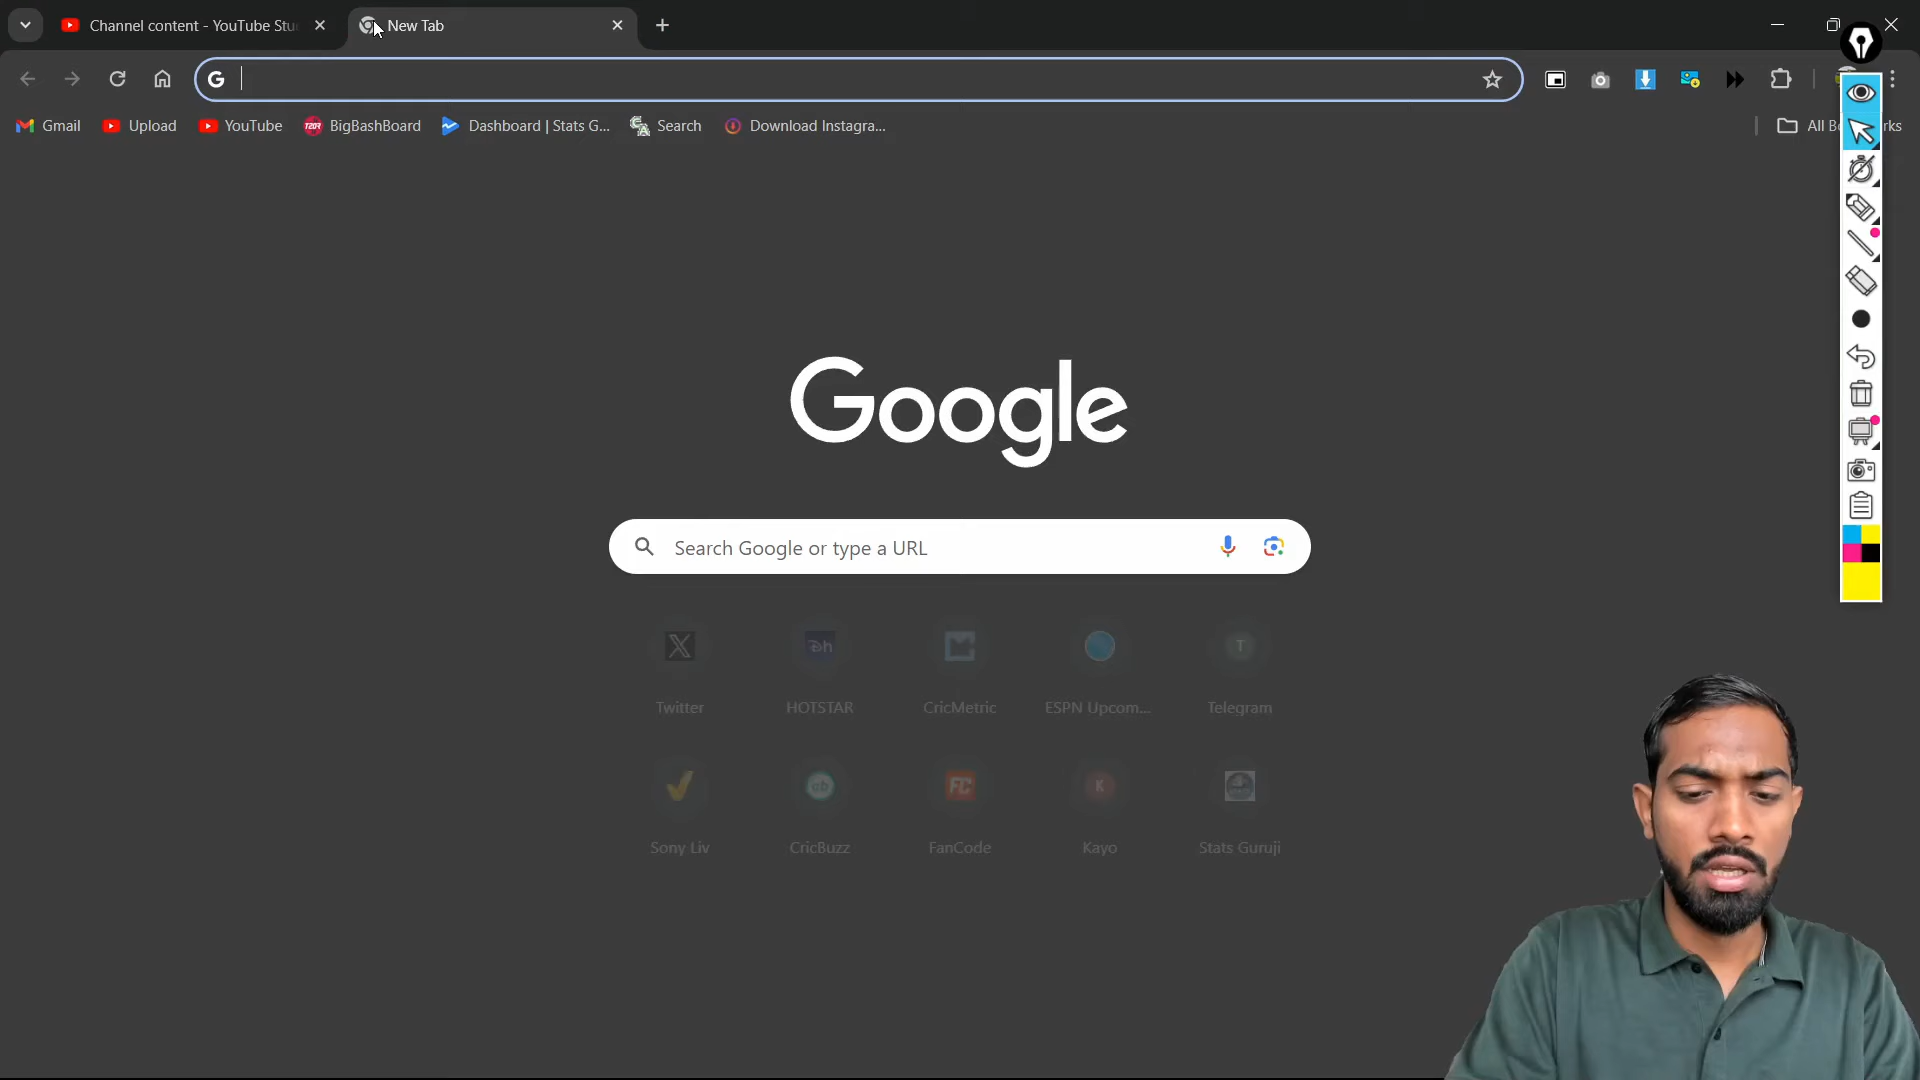 Channel content - YouTube Stu
New Tab
Gmail
Upload
YouTube
BigBashBoard
Dashboard | Stats G...
Search
Download Instagra...
All B
ks
Google
Search Google or type a URL
Twitter
HOTSTAR
CricMetric
ESPN Upcom...
Telegram
Sony Liv
CricBuzz
FanCode
Kayo
Stats Guruji